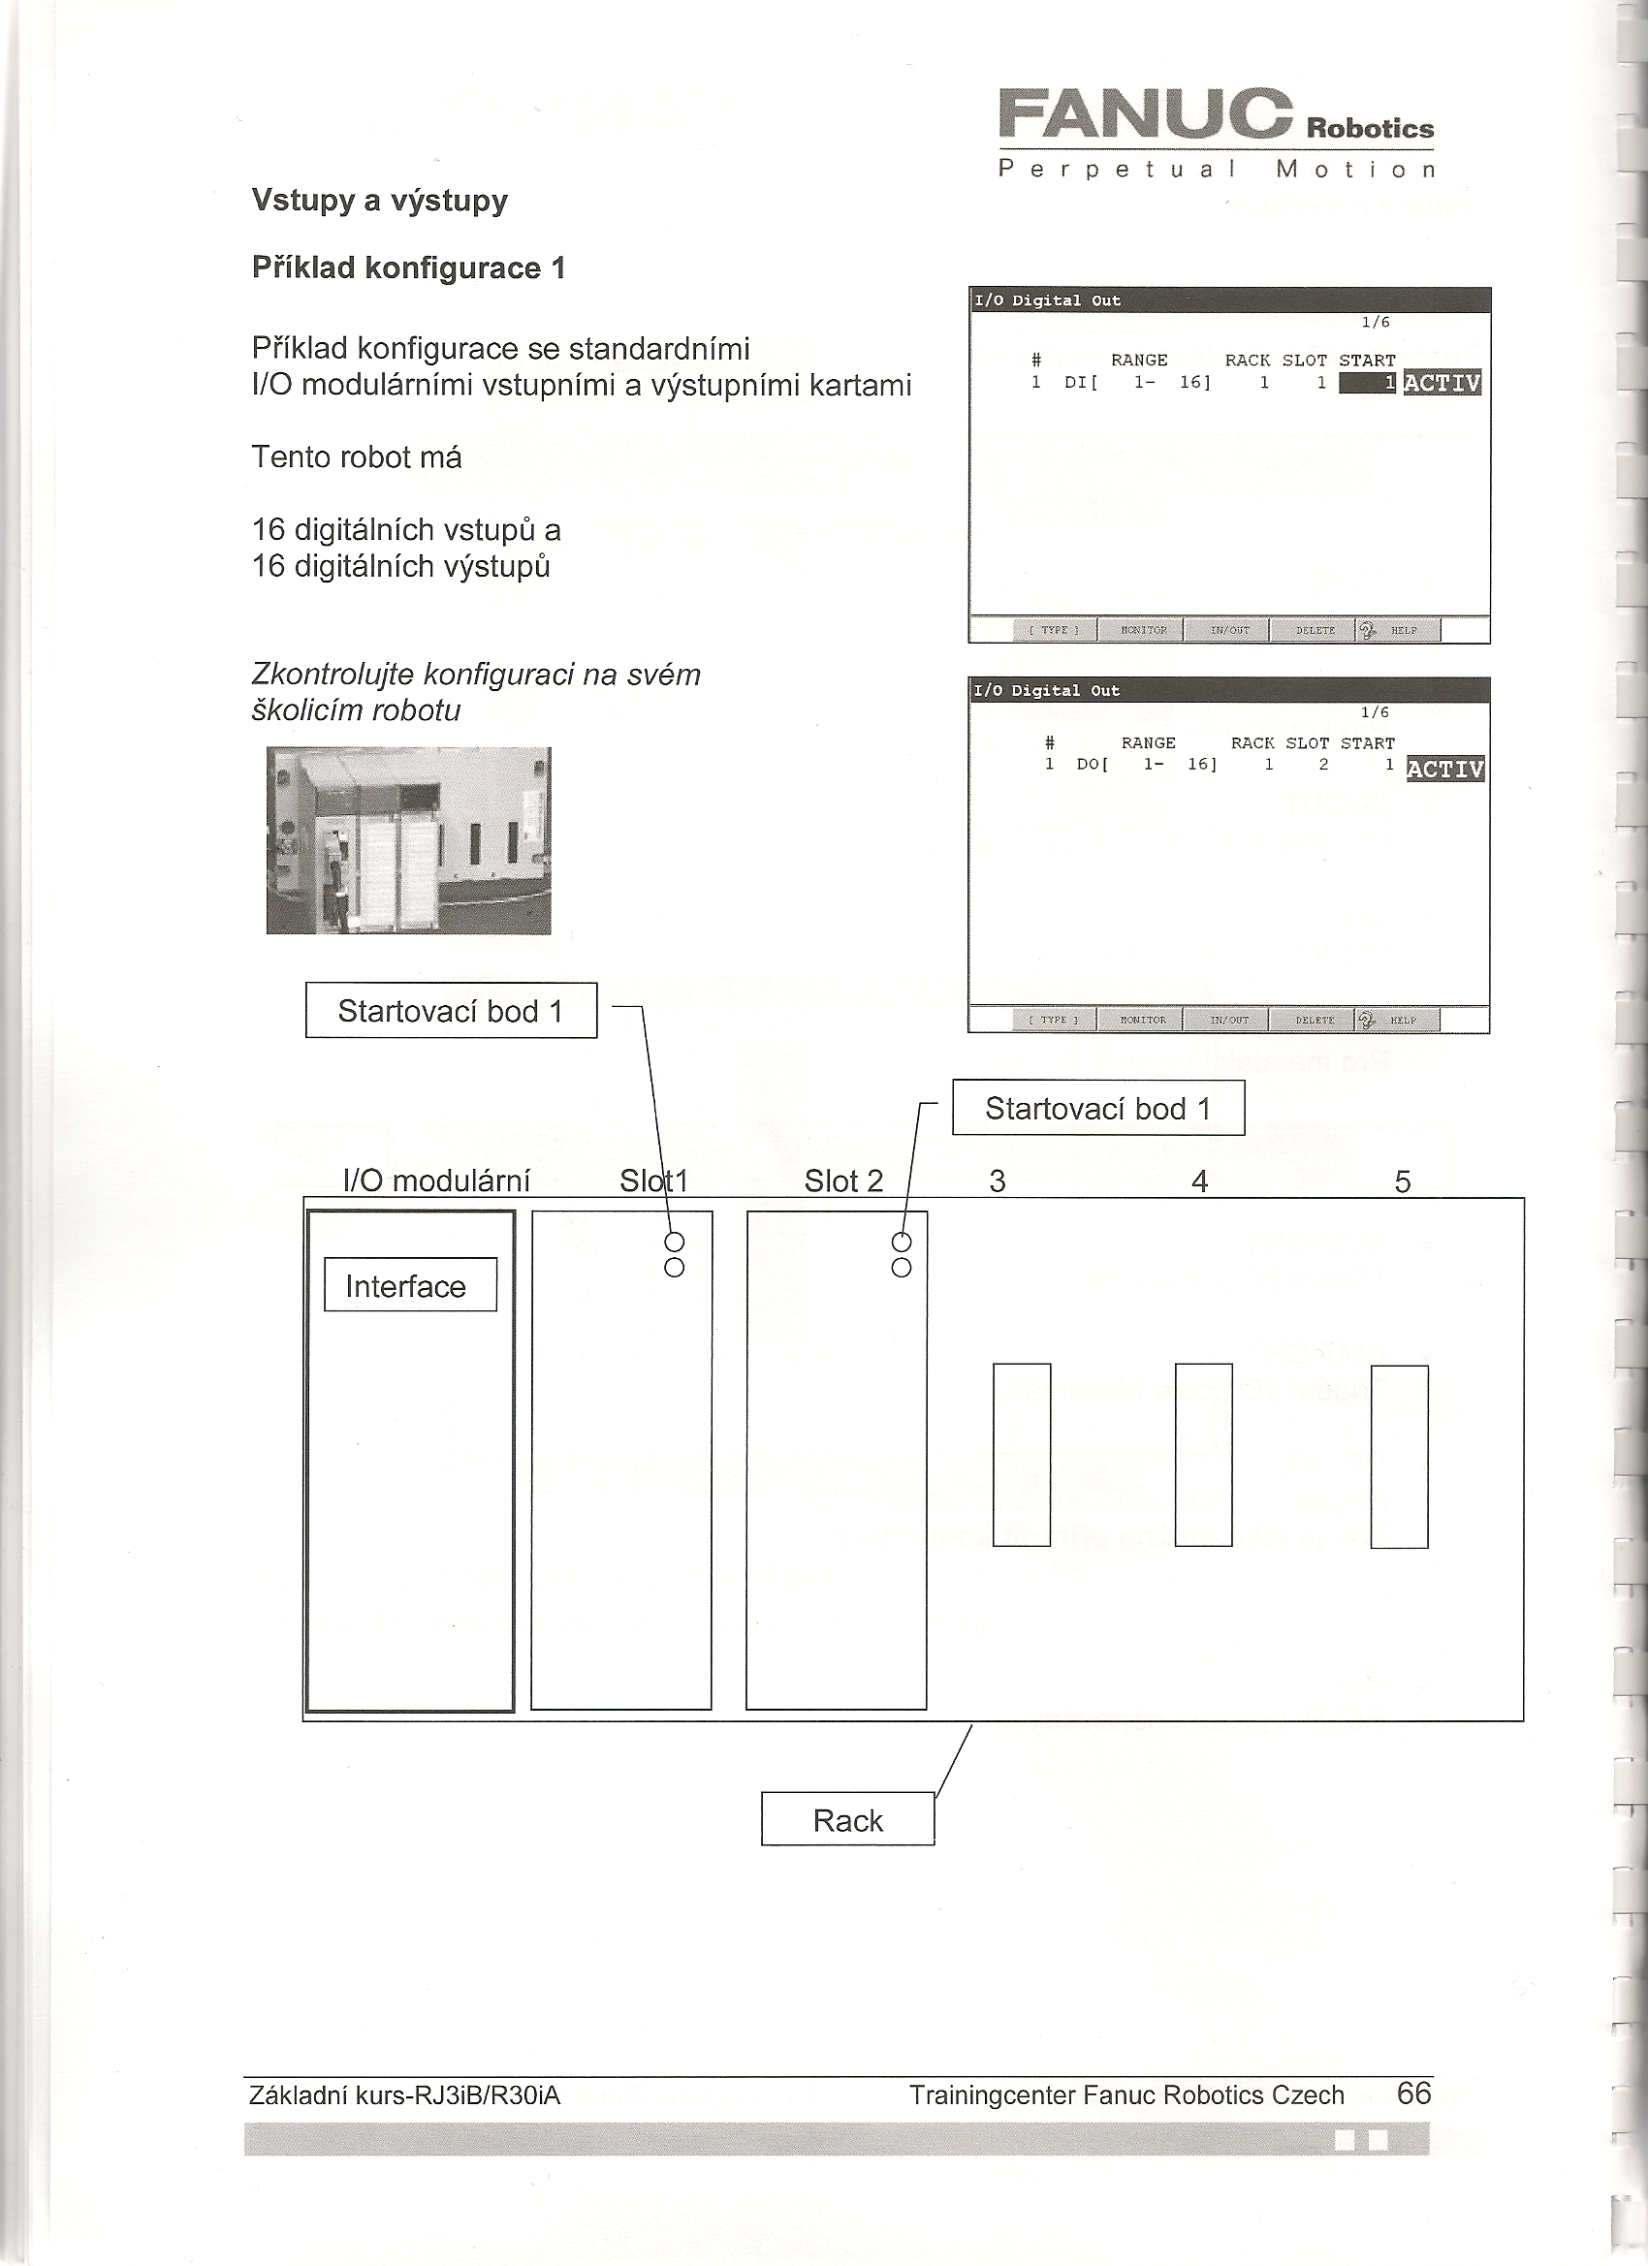 FANUC Robotics
Perpetual Motion
Vstupy a výstupy
Příklad konfigurace 1
Příklad konfigurace se standardními
I/O modulárními vstupními a výstupními kartami
Tento robot má
16 digitálních vstupů a
16 digitálních výstupů
Zkontrolujte konfiguraci na svém
školicím robotu
I/O Digital Out
1/6
# RANGE RACK SLOT START
1 DI[ 1- 16] 1 1 1 ACTIV
[ TYPE ] MONITOR IN/OUT DELETE HELP
I/O Digital Out
1/6
# RANGE RACK SLOT START
1 DO[ 1- 16] 1 2 1 ACTIV
[ TYPE ] MONITOR IN/OUT DELETE HELP
Startovací bod 1
Startovací bod 1
I/O modulární Slot1 Slot 2 3 4 5
Interface
Rack
Základní kurs-RJ3iB/R30iA Trainingcenter Fanuc Robotics Czech 66